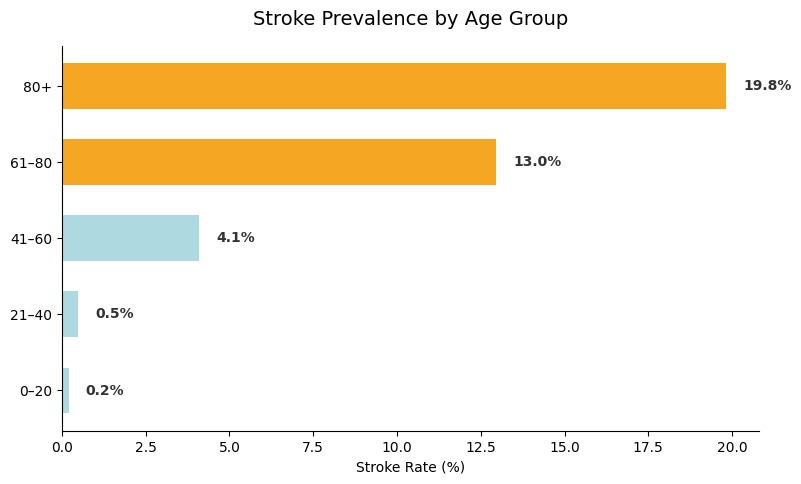 Stroke Prevalence by Age Group
80+ 19.8%
61–80 13.0%
41–60 4.1%
21–40 0.5%
0–20 0.2%
0.0 2.5 5.0 7.5 10.0 12.5 15.0 17.5 20.0
Stroke Rate (%)